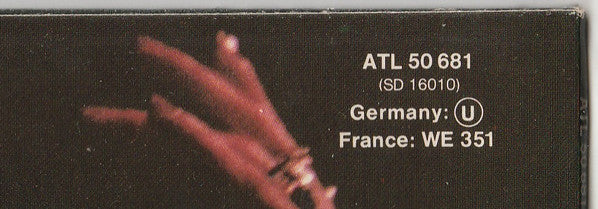 ATL 50 681
(SD 16010)
Germany: Ⓤ
France: WE 351